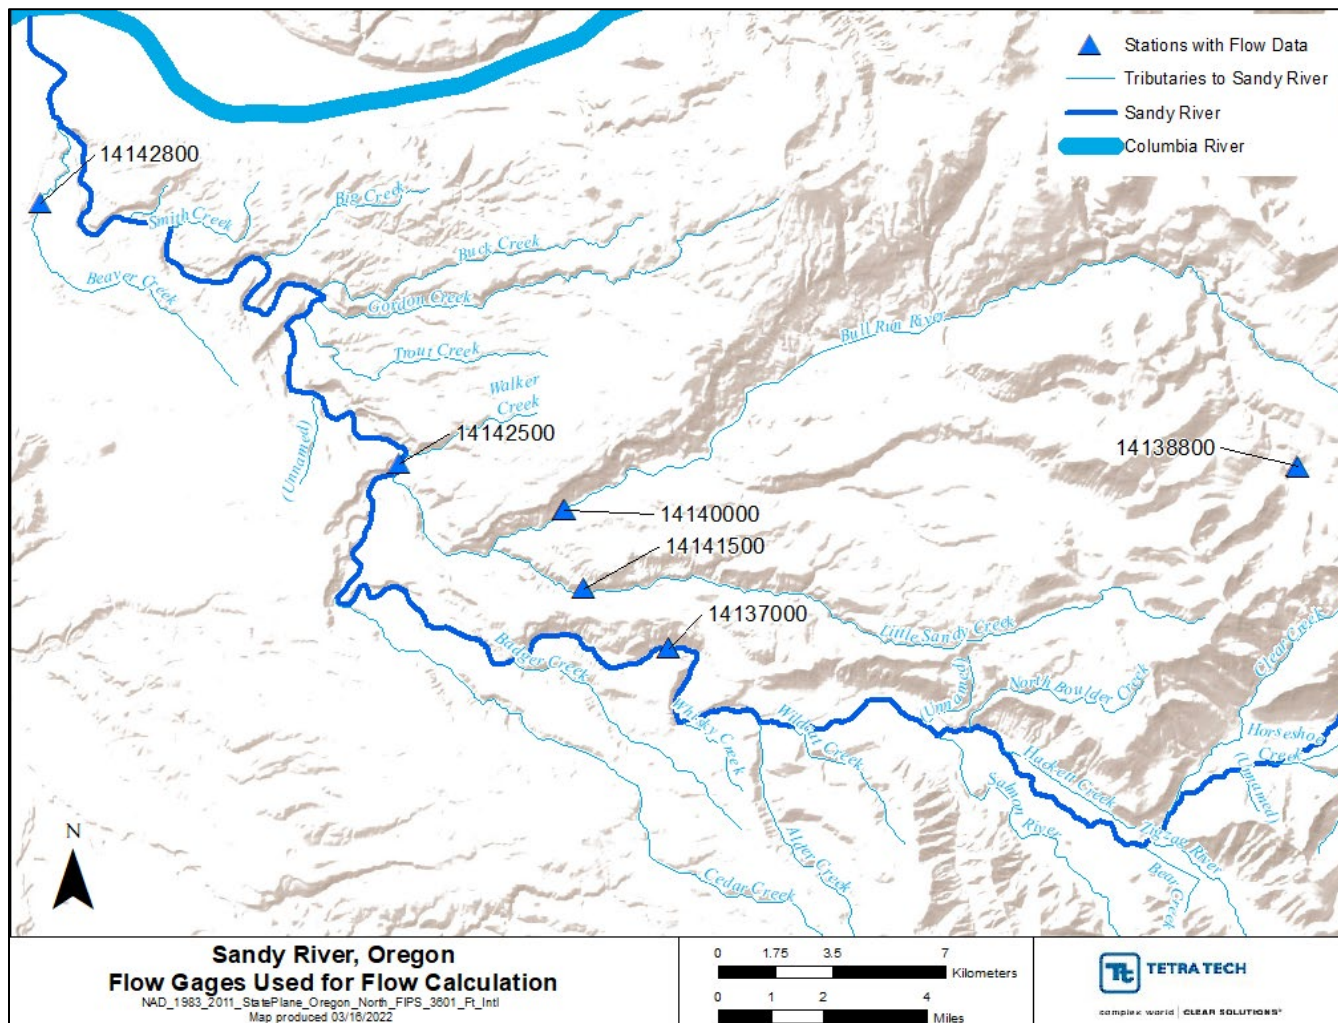 Stations with Flow Data
Tributaries to Sandy River
Sandy River
Columbia River
14142800
Smith Creek
Big Creek
Buck Creek
Beaver Creek
Gordon Creek
Bull Run River
Trout Creek
Walker
Creek
14142500
(Unnamed)
14138800
14140000
14141500
14137000
Little Sandy Creek
Clear Creek
Badger Creek
(Unnamed)
North Boulder Creek
Whisky Creek
Wildcat Creek
Horseshoe
Creek
(Unnamed)
Hackett Creek
Salmon River
Zigzag River
Alder Creek
Bear Creek
Cedar Creek
N
Sandy River, Oregon
Flow Gages Used for Flow Calculation
NAD_1983_2011_StatePlane_Oregon_North_FIPS_3601_Ft_Intl
Map produced 03/16/2022
0 1.75 3.5 7
Kilometers
0 1 2 4
Miles
Tt
TETRA TECH
complex world | CLEAR SOLUTIONS®